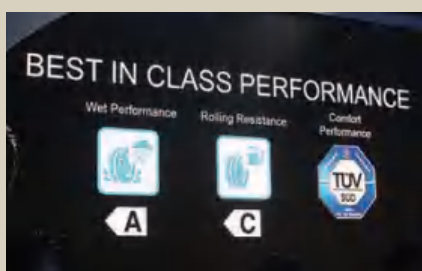 BEST IN CLASS PERFORMANCE
Wet Performance
Rolling Resistance
Comfort
Performance
TÜV
SÜD
A
C